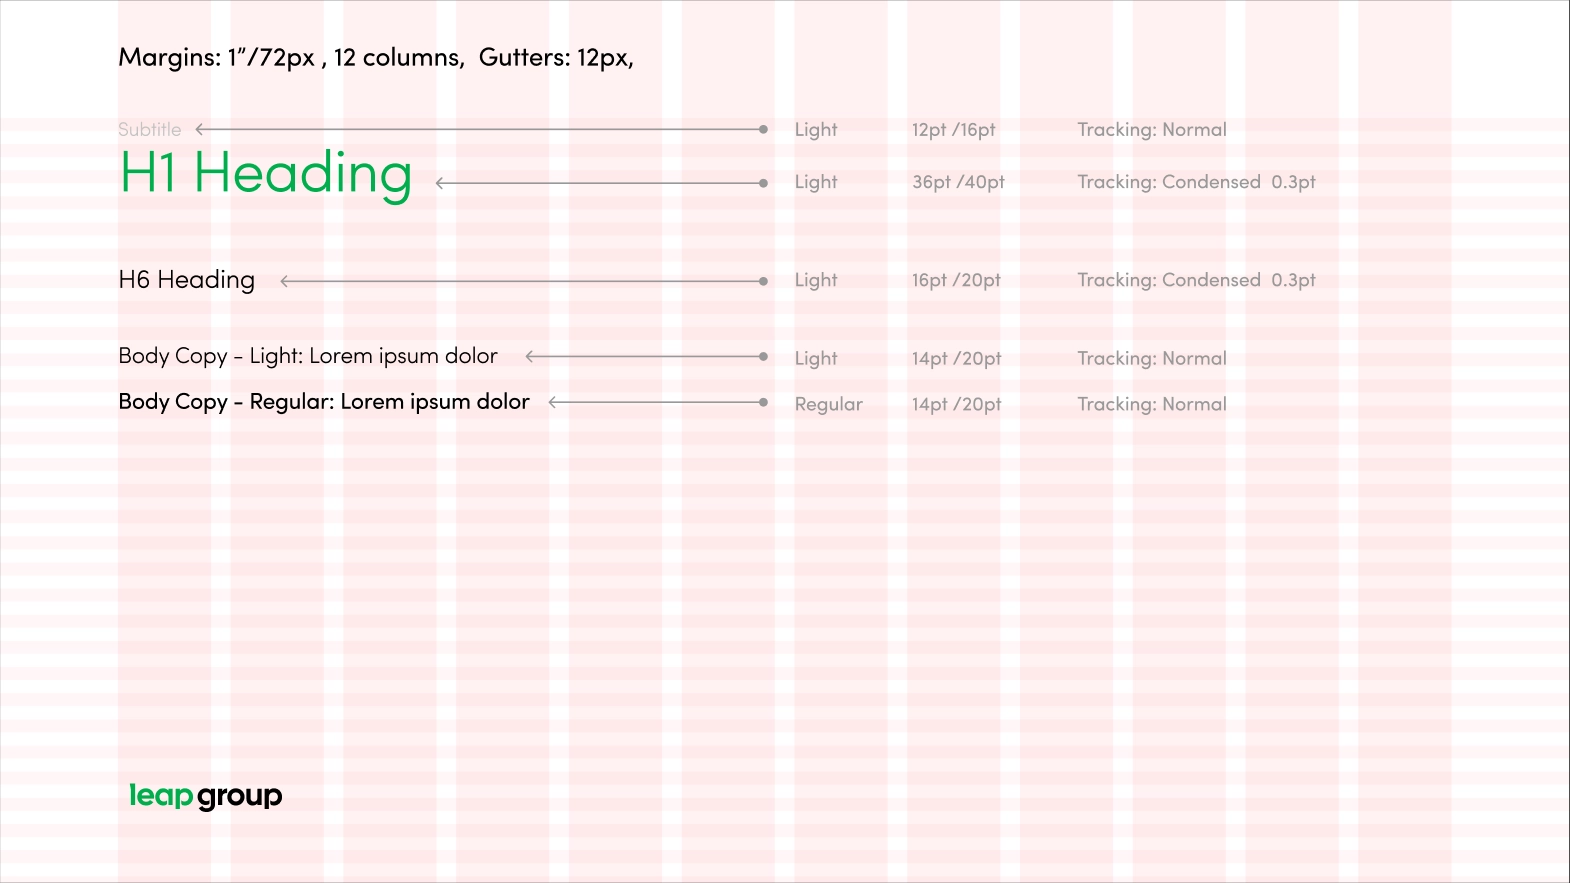 Margins: 1”/72px , 12 columns,  Gutters: 12px,
Subtitle Light 12pt /16pt Tracking: Normal
H1 Heading Light 36pt /40pt Tracking: Condensed  0.3pt
H6 Heading Light 16pt /20pt Tracking: Condensed  0.3pt
Body Copy - Light: Lorem ipsum dolor Light 14pt /20pt Tracking: Normal
Body Copy - Regular: Lorem ipsum dolor Regular 14pt /20pt Tracking: Normal
leap group